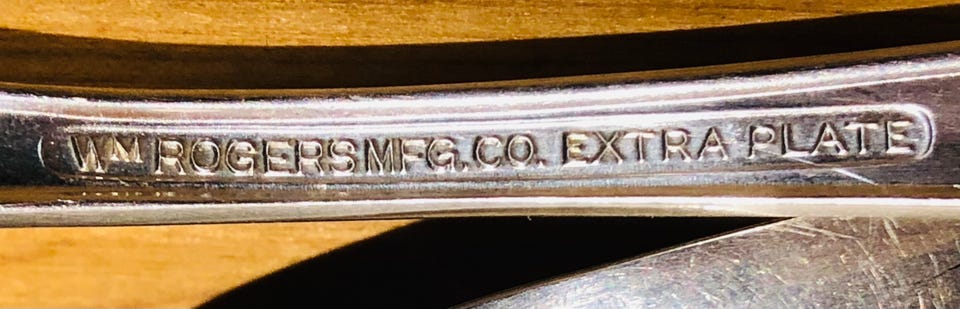 WM ROGERS MFG. CO. EXTRA PLATE